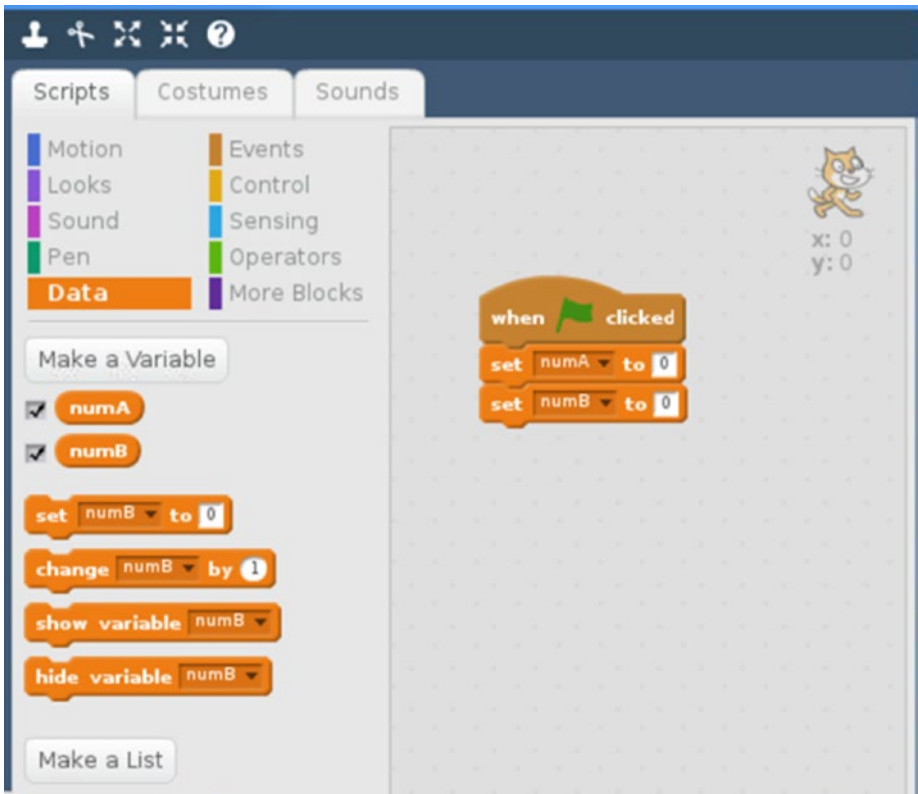 Scripts Costumes Sounds
Motion Events
Looks Control
Sound Sensing
Pen Operators
Data More Blocks
Make a Variable
numA
numB
set numB to 0
change numB by 1
show variable numB
hide variable numB
Make a List
when clicked
set numA to 0
set numB to 0
x: 0
y: 0